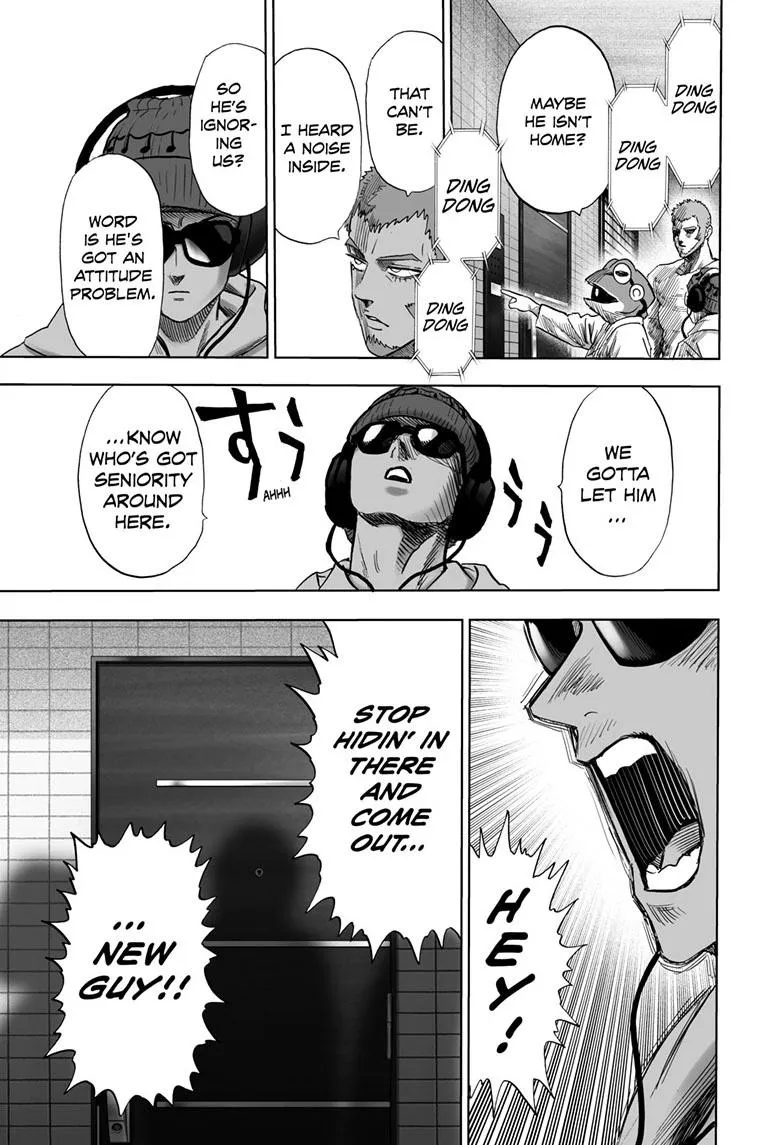 DING
DONG
DING
DONG
MAYBE
HE ISN'T
HOME?
DING
DONG
DING
DONG
THAT
CAN'T
BE.
I HEARD
A NOISE
INSIDE.
SO
HE'S
IGNOR-
ING
US?
WORD
IS HE'S
GOT AN
ATTITUDE
PROBLEM.
WE
GOTTA
LET HIM
...
すぅ
ぅぅ
AHHH
...KNOW
WHO'S GOT
SENIORITY
AROUND
HERE.
HEY!
STOP
HIDIN' IN
THERE
AND
COME
OUT...
...
NEW
GUY!!